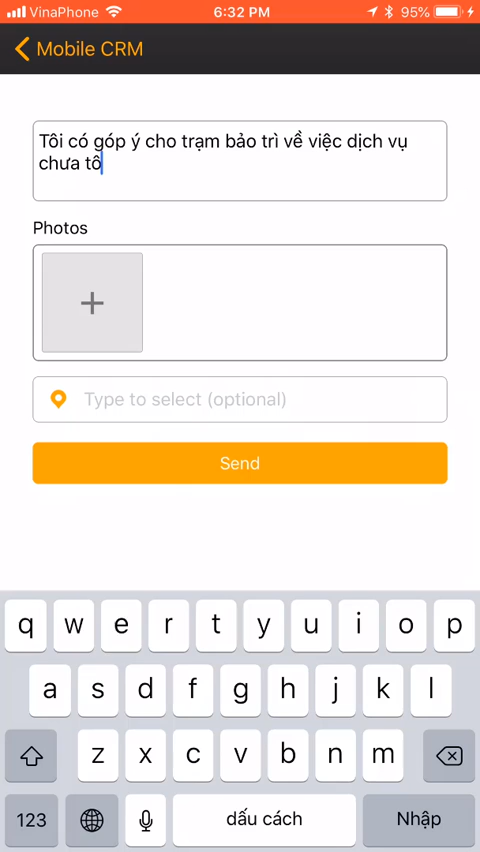 VinaPhone 6:32 PM 95%
Mobile CRM
Tôi có góp ý cho trạm bảo trì về việc dịch vụ
chưa tô
Photos
+
Type to select (optional)
Send
q w e r t y u i o p
a s d f g h j k l
z x c v b n m
123 dấu cách Nhập